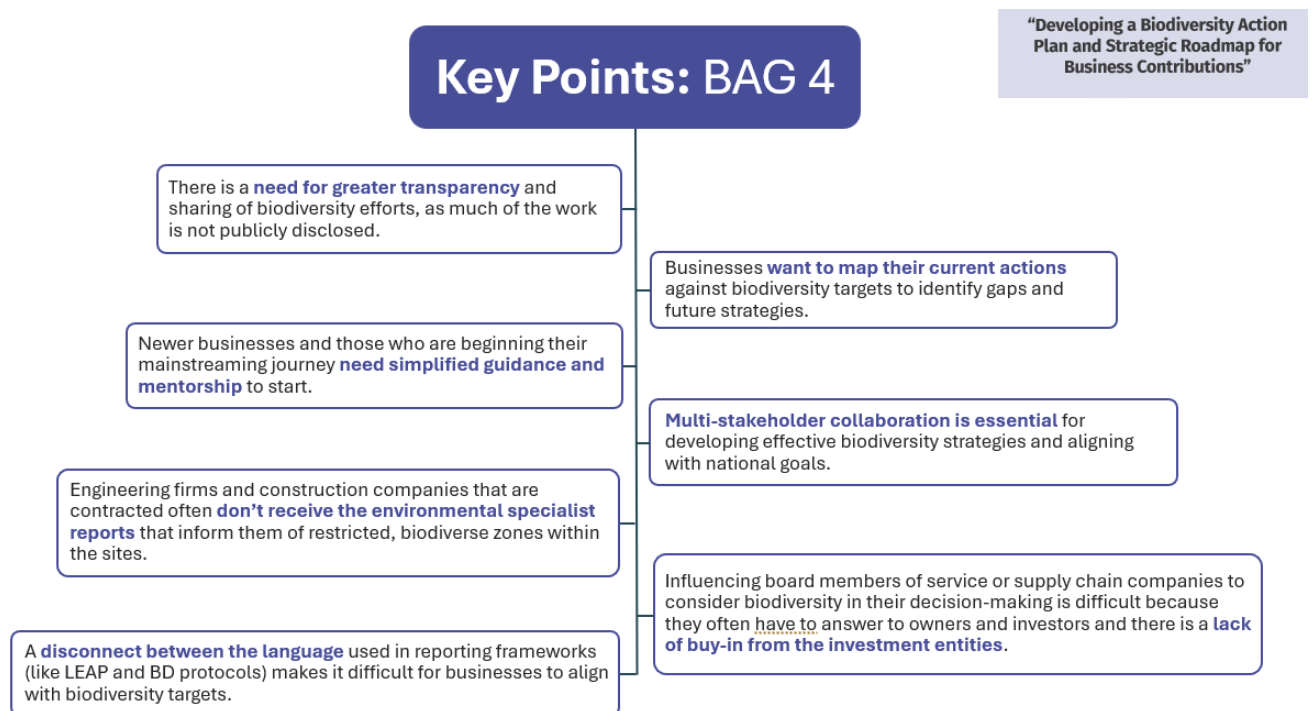 “Developing a Biodiversity Action
Plan and Strategic Roadmap for
Business Contributions”
Key Points: BAG 4
There is a need for greater transparency and
sharing of biodiversity efforts, as much of the work
is not publicly disclosed.
Businesses want to map their current actions
against biodiversity targets to identify gaps and
future strategies.
Newer businesses and those who are beginning their
mainstreaming journey need simplified guidance and
mentorship to start.
Multi-stakeholder collaboration is essential for
developing effective biodiversity strategies and aligning
with national goals.
Engineering firms and construction companies that are
contracted often don’t receive the environmental specialist
reports that inform them of restricted, biodiverse zones within
the sites.
Influencing board members of service or supply chain companies to
consider biodiversity in their decision-making is difficult because
they often have to answer to owners and investors and there is a lack
of buy-in from the investment entities.
A disconnect between the language used in reporting frameworks
(like LEAP and BD protocols) makes it difficult for businesses to align
with biodiversity targets.